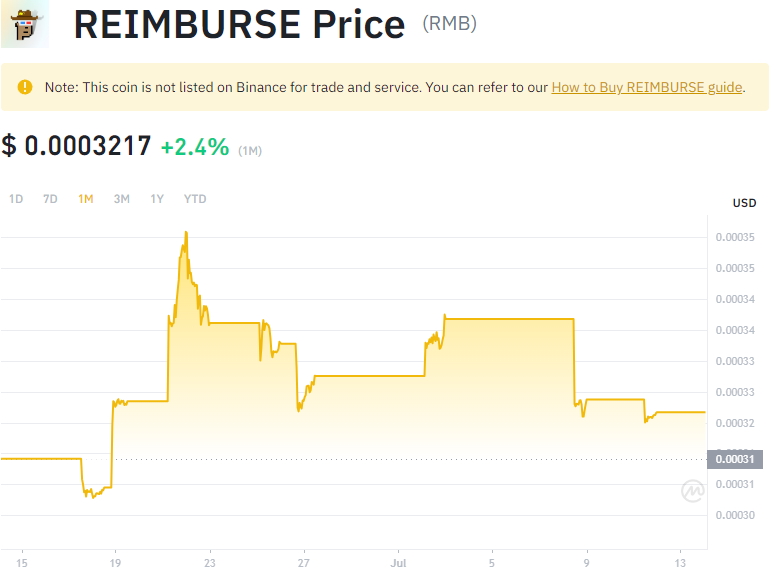 REIMBURSE Price (RMB)
Note: This coin is not listed on Binance for trade and service. You can refer to our How to Buy REIMBURSE guide.
$ 0.0003217 +2.4% (1M)
1D 7D 1M 3M 1Y YTD
USD
0.00035
0.00035
0.00034
0.00034
0.00033
0.00033
0.00032
0.00031
0.00031
0.00030
15 19 23 27 Jul 5 9 13